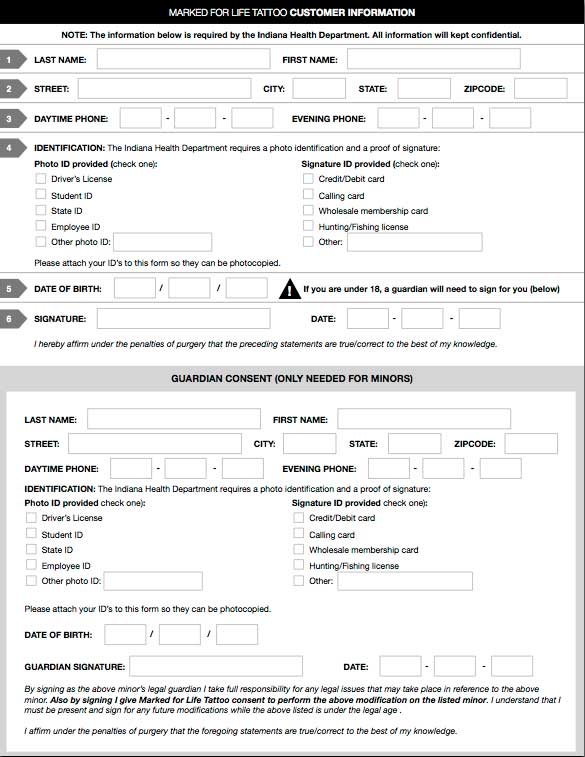 MARKED FOR LIFE TATTOO CUSTOMER INFORMATION
NOTE: The information below is required by the Indiana Health Department. All information will kept confidential.
1 LAST NAME: FIRST NAME:
2 STREET: CITY: STATE: ZIPCODE:
3 DAYTIME PHONE: - - EVENING PHONE: - -
4 IDENTIFICATION: The Indiana Health Department requires a photo identification and a proof of signature:
Photo ID provided (check one): Signature ID provided (check one):
Driver's License Credit/Debit card
Student ID Calling card
State ID Wholesale membership card
Employee ID Hunting/Fishing license
Other photo ID: Other:
Please attach your ID's to this form so they can be photocopied.
5 DATE OF BIRTH: / / ! If you are under 18, a guardian will need to sign for you (below)
6 SIGNATURE: DATE: - -
I hereby affirm under the penalties of purgery that the preceding statements are true/correct to the best of my knowledge.
GUARDIAN CONSENT (ONLY NEEDED FOR MINORS)
LAST NAME: FIRST NAME:
STREET: CITY: STATE: ZIPCODE:
DAYTIME PHONE: - - EVENING PHONE: - -
IDENTIFICATION: The Indiana Health Department requires a photo identification and a proof of signature:
Photo ID provided check one): Signature ID provided check one):
Driver's License Credit/Debit card
Student ID Calling card
State ID Wholesale membership card
Employee ID Hunting/Fishing license
Other photo ID: Other:
Please attach your ID's to this form so they can be photocopied.
DATE OF BIRTH: / /
GUARDIAN SIGNATURE: DATE: - -
By signing as the above minor's legal guardian I take full responsibility for any legal issues that may take place in reference to the above
minor. Also by signing I give Marked for Life Tattoo consent to perform the above modification on the listed minor. I understand that I
must be present and sign for any future modifications while the above listed is under the legal age .
I affirm under the penalties of purgery that the foregoing statements are true/correct to the best of my knowledge.